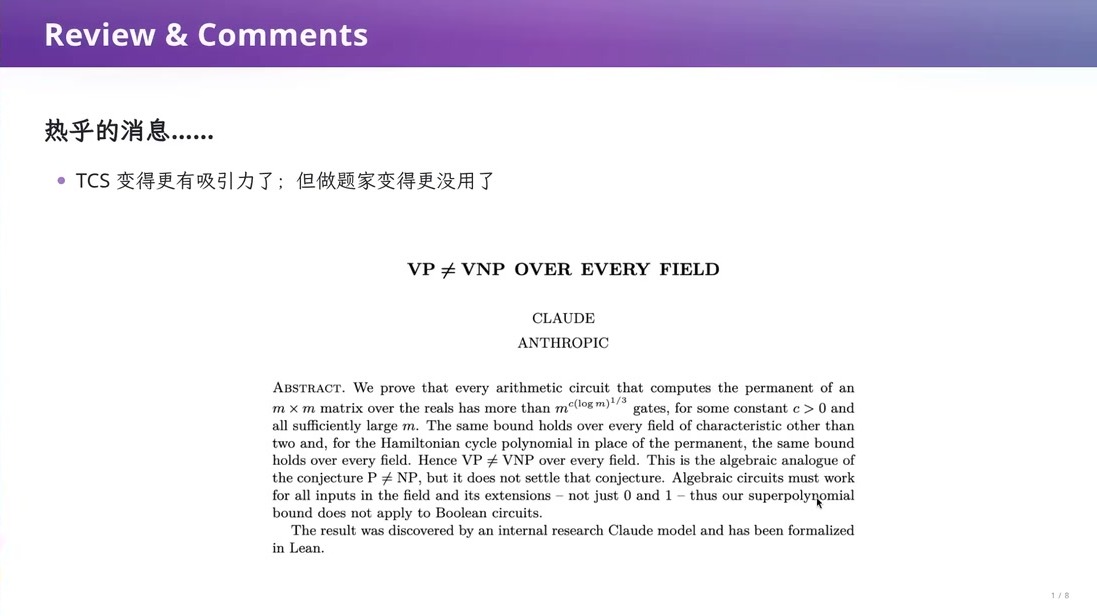 Review & Comments
热乎的消息……
• TCS 变得更有吸引力了；但做题家变得更没用了
VP ≠ VNP OVER EVERY FIELD
CLAUDE
ANTHROPIC
ABSTRACT. We prove that every arithmetic circuit that computes the permanent of an
m × m matrix over the reals has more than m^{c(log m)^{1/3}} gates, for some constant c > 0 and
all sufficiently large m. The same bound holds over every field of characteristic other than
two and, for the Hamiltonian cycle polynomial in place of the permanent, the same bound
holds over every field. Hence VP ≠ VNP over every field. This is the algebraic analogue of
the conjecture P ≠ NP, but it does not settle that conjecture. Algebraic circuits must work
for all inputs in the field and its extensions – not just 0 and 1 – thus our superpolynomial
bound does not apply to Boolean circuits.
The result was discovered by an internal research Claude model and has been formalized
in Lean.
1 / 8